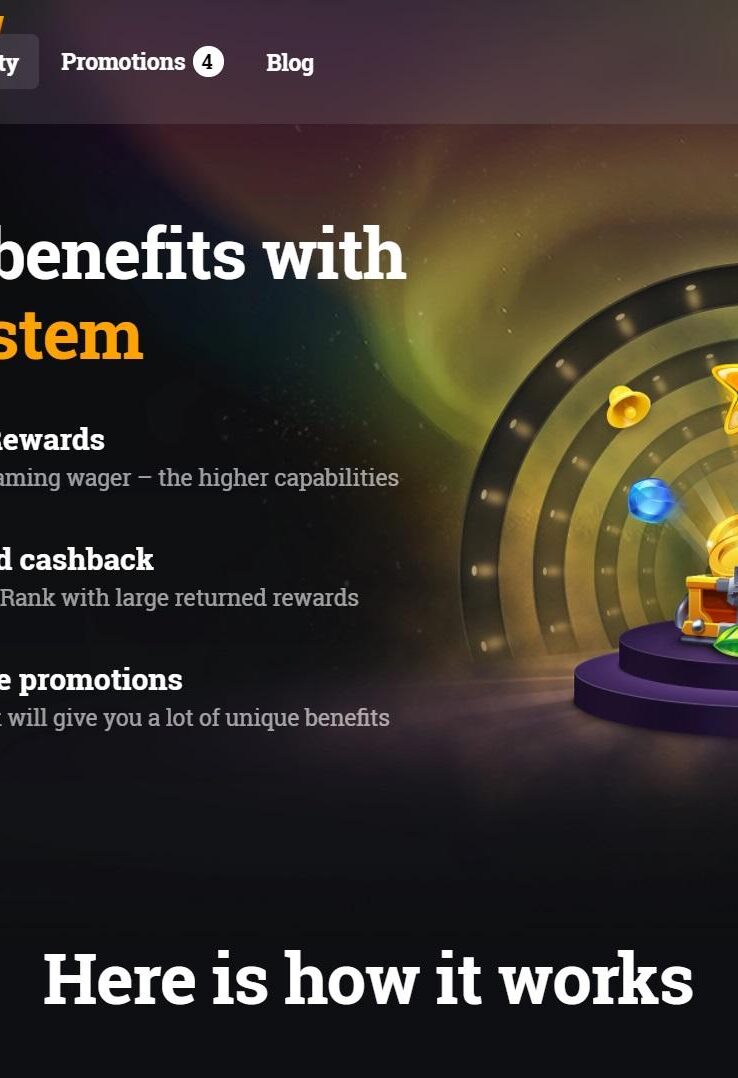 ty Promotions 4 Blog
benefits with
stem
Rewards
aming wager – the higher capabilities
d cashback
Rank with large returned rewards
e promotions
will give you a lot of unique benefits
Here is how it works